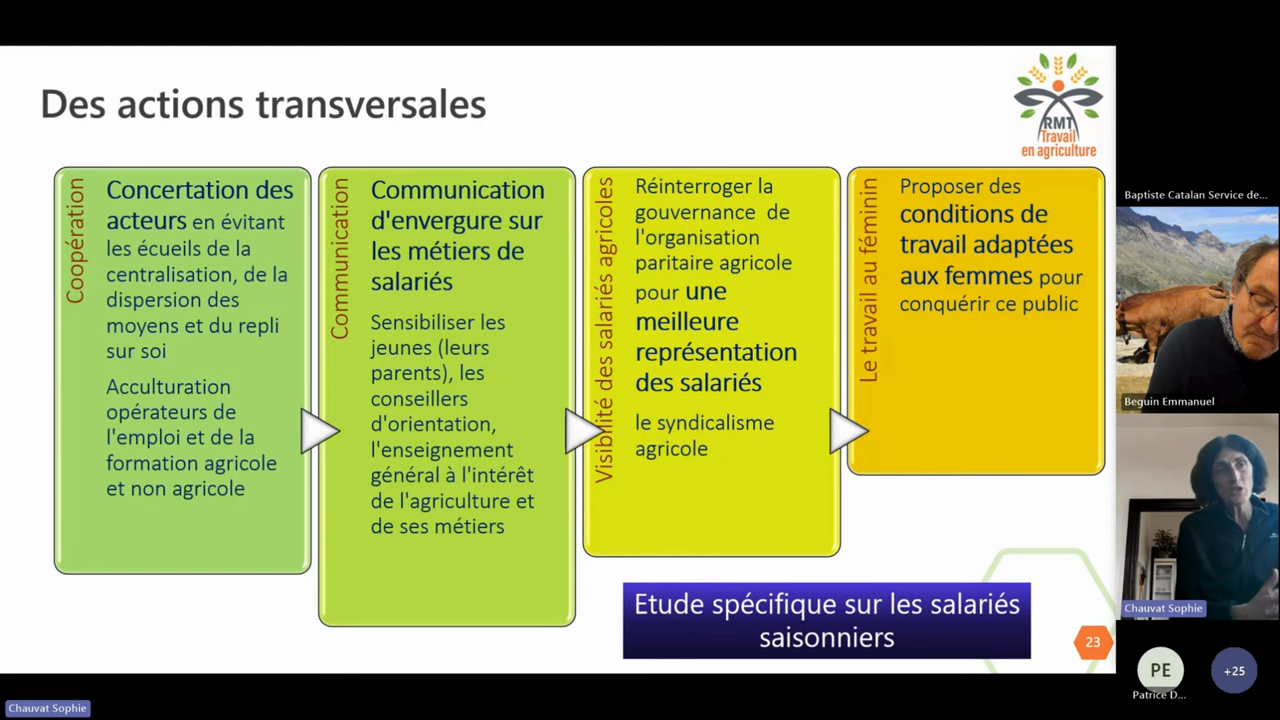 Des actions transversales
RMT
Travail
en agriculture
Coopération
Concertation des
acteurs en évitant
les écueils de la
centralisation, de la
dispersion des
moyens et du repli
sur soi
Acculturation
opérateurs de
l'emploi et de la
formation agricole
et non agricole
Communication
Communication
d'envergure sur
les métiers de
salariés
Sensibiliser les
jeunes (leurs
parents), les
conseillers
d'orientation,
l'enseignement
général à l'intérêt
de l'agriculture et
de ses métiers
Visibilité des salariés agricoles
Réinterroger la
gouvernance de
l'organisation
paritaire agricole
pour une
meilleure
représentation
des salariés
le syndicalisme
agricole
Le travail au féminin
Proposer des
conditions de
travail adaptées
aux femmes pour
conquérir ce public
Etude spécifique sur les salariés
saisonniers
23
Baptiste Catalan Service de...
Beguin Emmanuel
Chauvat Sophie
PE
Patrice D...
+25
Chauvat Sophie